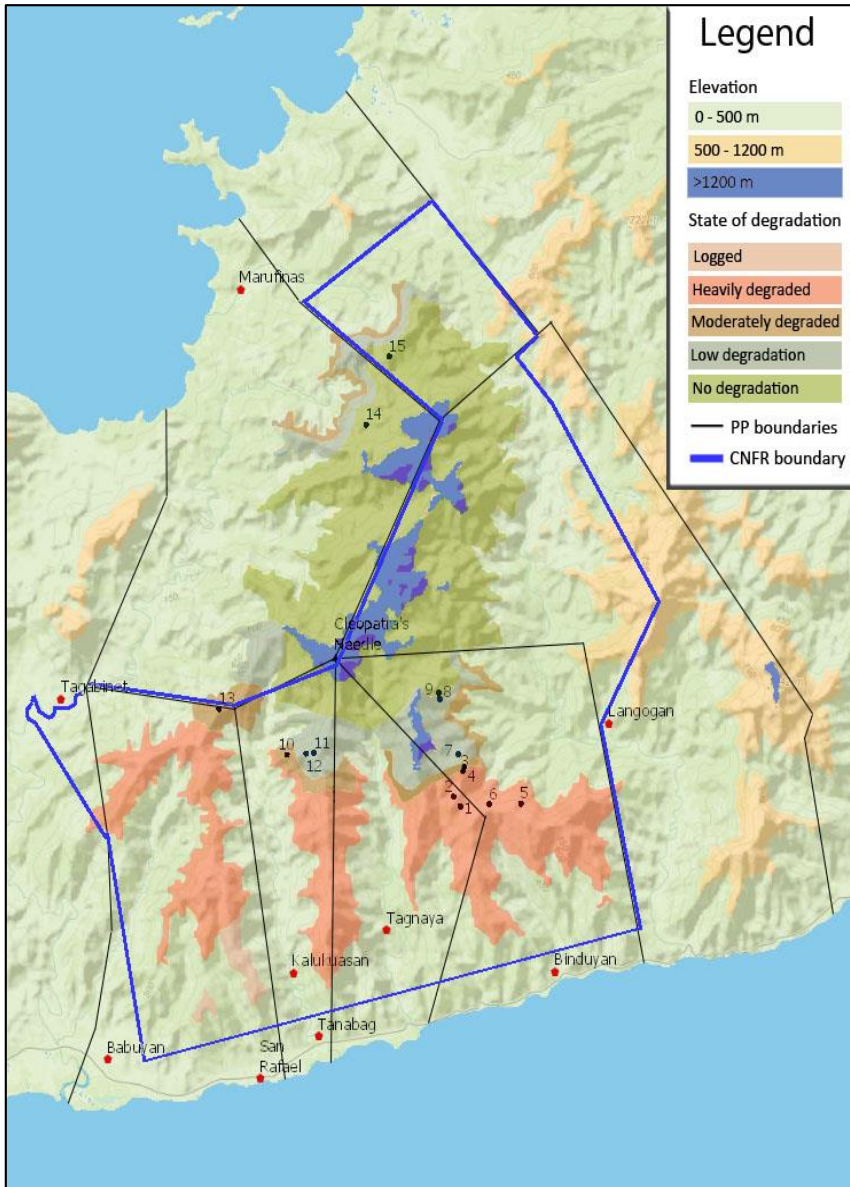 Legend
Elevation
0 - 500 m
500 - 1200 m
>1200 m
State of degradation
Logged
Heavily degraded
Moderately degraded
Low degradation
No degradation
PP boundaries
CNFR boundary
Marufinas
15
14
Cleopatra's
Needle
Tagabinet
13
9 8
Langogan
10 11
12
7
3
4
2
1
6
5
Tagnaya
Kalukuasan
Binduyan
Tanabag
Babuyan
San
Rafael